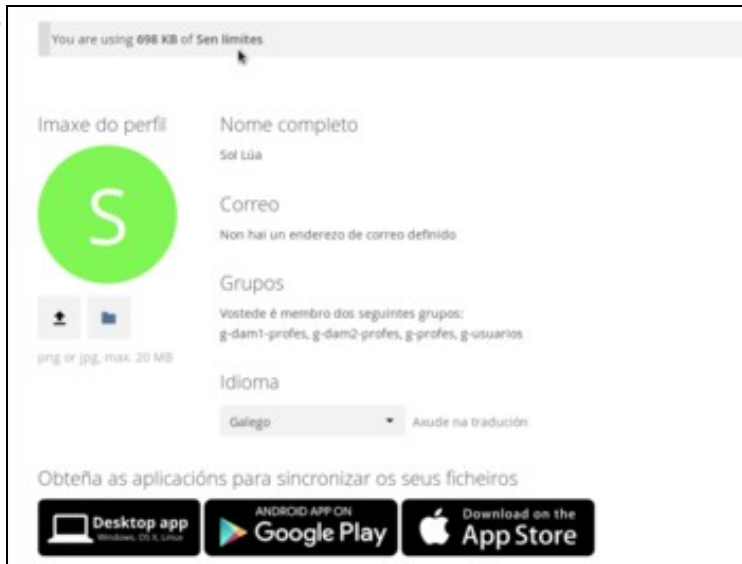 You are using 698 KB of Sen límites
Imaxe do perfil
S
png or jpg, max. 20 MB
Nome completo
Sol Lúa
Correo
Non hai un enderezo de correo definido
Grupos
Vostede é membro dos seguintes grupos:
g-dam1-profes, g-dam2-profes, g-profes, g-usuarios
Idioma
Galego
Axude na tradución
Obteña as aplicacións para sincronizar os seus ficheiros
Desktop app
Windows, OS X, Linux
ANDROID APP ON
Google Play
Download on the
App Store